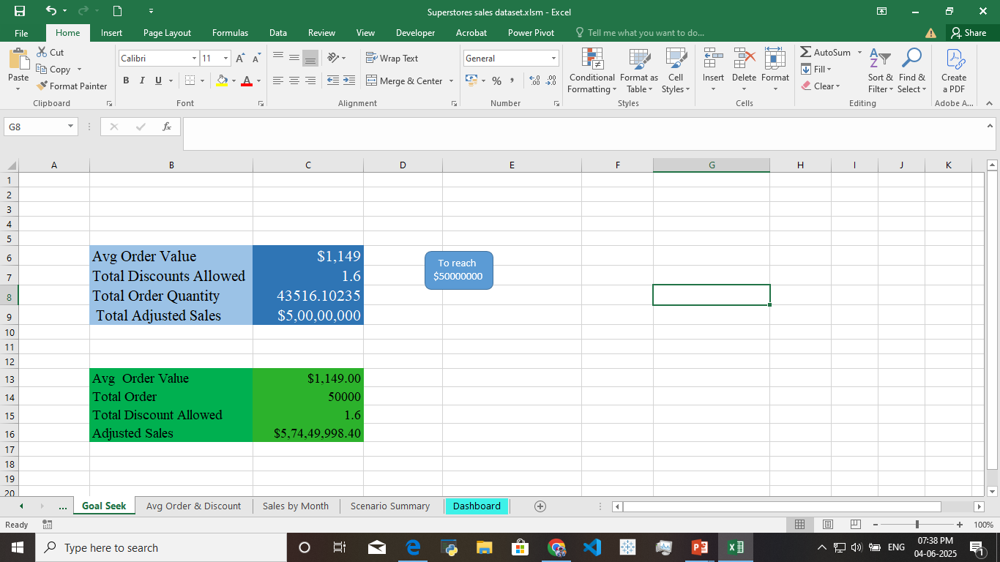 Superstores sales dataset.xlsm - Excel
File Home Insert Page Layout Formulas Data Review View Developer Acrobat Power Pivot Tell me what you want to do... Share
Paste
Cut
Copy
Format Painter
Clipboard
Calibri 11
B I U A
Font
Wrap Text
Merge & Center
Alignment
General
%
Number
Conditional Formatting
Format as Table
Cell Styles
Styles
Insert Delete Format
Cells
AutoSum
Fill
Clear
Sort & Filter
Find & Select
Editing
Create a PDF
Adobe A...
G8 fx
A B C D E F G H I J K
1
2
3
4
5
6 Avg Order Value $1,149
7 Total Discounts Allowed 1.6
8 Total Order Quantity 43516.10235
9 Total Adjusted Sales $5,00,00,000
To reach
$50000000
10
11
12
13 Avg  Order Value $1,149.00
14 Total Order 50000
15 Total Discount Allowed 1.6
16 Adjusted Sales $5,74,49,998.40
17
18
19
20
... Goal Seek Avg Order & Discount Sales by Month Scenario Summary Dashboard
Ready 100%
Type here to search
ENG
07:38 PM
04-06-2025
1